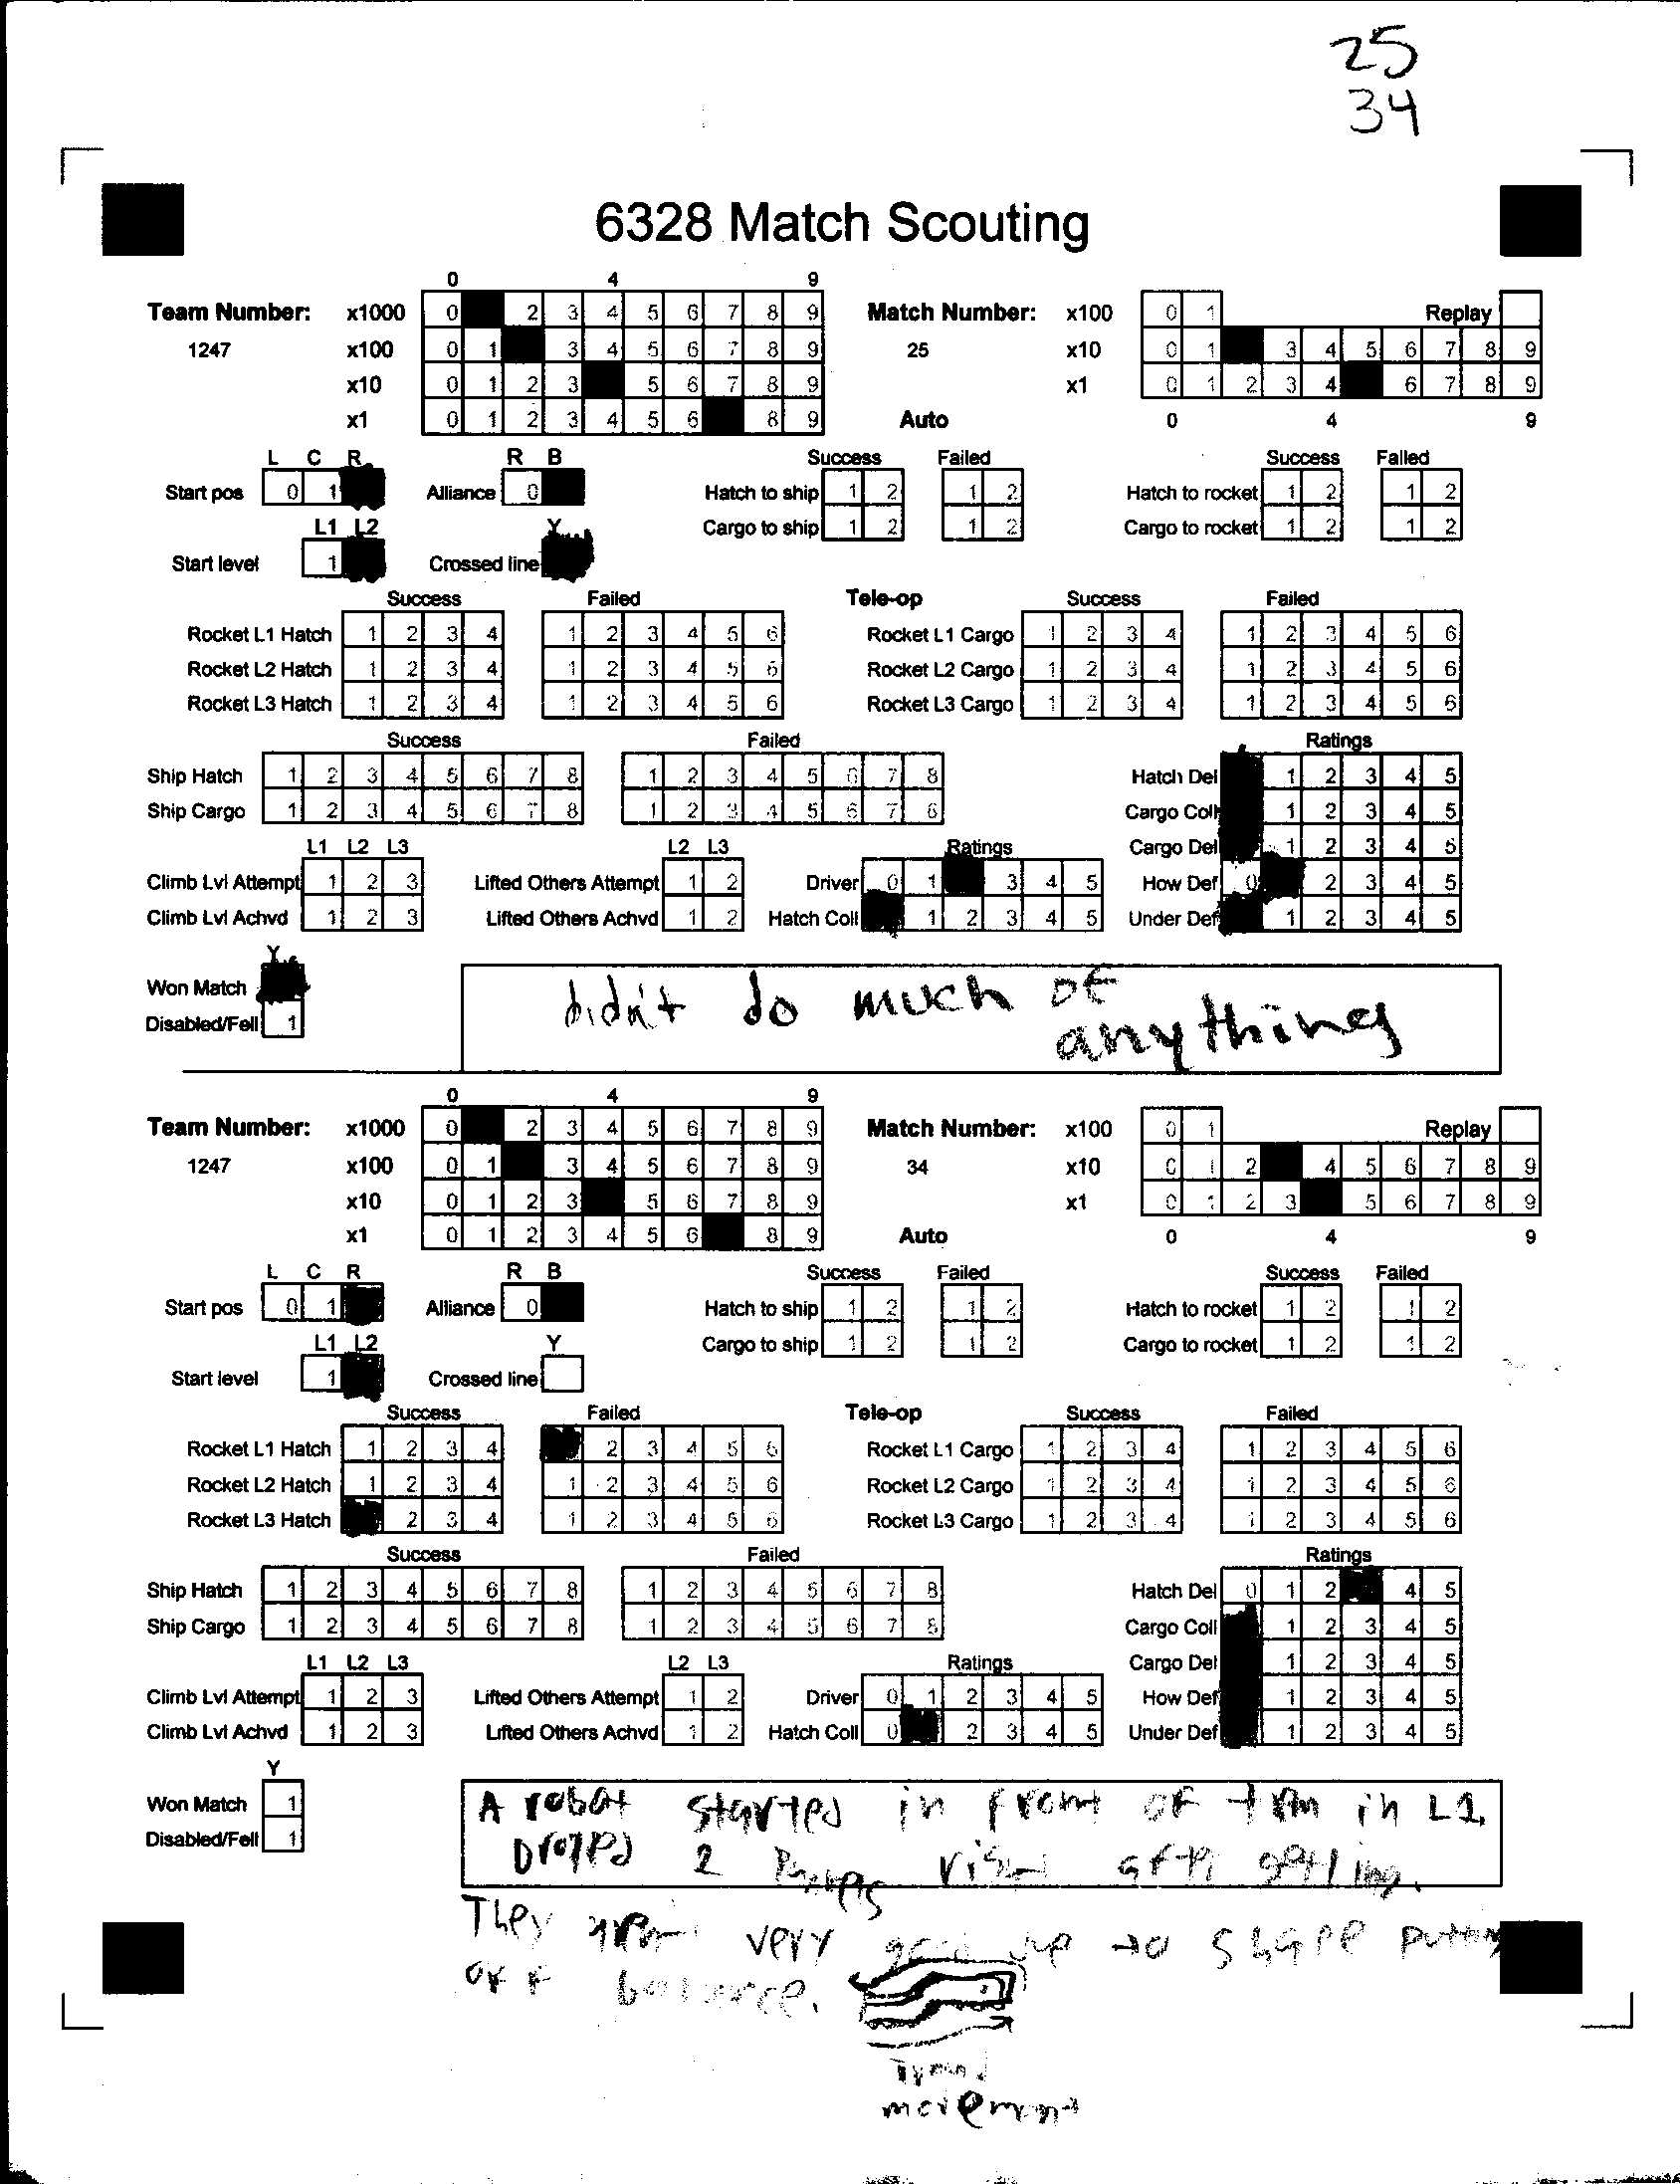 25
34
6328 Match Scouting
0 4 9
Team Number: x1000 0 2 3 4 5 6 7 8 9 Match Number: x100 0 1 Replay
1247 x100 0 1 3 4 5 6 7 8 9 25 x10 0 1 3 4 5 6 7 8 9
x10 0 1 2 3 5 6 7 8 9 x1 0 1 2 3 4 6 7 8 9
x1 0 1 2 3 4 5 6 8 9 Auto 0 4 9
L C R R B Success Failed Success Failed
Start pos 0 1 Alliance 0 Hatch to ship 1 2 1 2 Hatch to rocket 1 2 1 2
L1 L2 Y Cargo to ship 1 2 1 2 Cargo to rocket 1 2 1 2
Start level 1 Crossed line
Success Failed Tele-op Success Failed
Rocket L1 Hatch 1 2 3 4 1 2 3 4 5 6 Rocket L1 Cargo 1 2 3 4 1 2 3 4 5 6
Rocket L2 Hatch 1 2 3 4 1 2 3 4 5 6 Rocket L2 Cargo 1 2 3 4 1 2 3 4 5 6
Rocket L3 Hatch 1 2 3 4 1 2 3 4 5 6 Rocket L3 Cargo 1 2 3 4 1 2 3 4 5 6
Success Failed Ratings
Ship Hatch 1 2 3 4 5 6 7 8 1 2 3 4 5 6 7 8 Hatch Del 1 2 3 4 5
Ship Cargo 1 2 3 4 5 6 7 8 1 2 3 4 5 6 7 8 Cargo Coll 1 2 3 4 5
L1 L2 L3 L2 L3 Ratings Cargo Del 1 2 3 4 5
Climb Lvl Attempt 1 2 3 Lifted Others Attempt 1 2 Driver 0 1 3 4 5 How Def 0 2 3 4 5
Climb Lvl Achvd 1 2 3 Lifted Others Achvd 1 2 Hatch Coll 1 2 3 4 5 Under Def 1 2 3 4 5
Y
Won Match didn't do much of
Disabled/Fell 1 anything
0 4 9
Team Number: x1000 0 2 3 4 5 6 7 8 9 Match Number: x100 0 1 Replay
1247 x100 0 1 3 4 5 6 7 8 9 34 x10 0 1 2 4 5 6 7 8 9
x10 0 1 2 3 5 6 7 8 9 x1 0 1 2 3 5 6 7 8 9
x1 0 1 2 3 4 5 6 8 9 Auto 0 4 9
L C R R B Success Failed Success Failed
Start pos 0 1 Alliance 0 Hatch to ship 1 2 1 2 Hatch to rocket 1 2 1 2
L1 L2 Y Cargo to ship 1 2 1 2 Cargo to rocket 1 2 1 2
Start level 1 Crossed line
Success Failed Tele-op Success Failed
Rocket L1 Hatch 1 2 3 4 2 3 4 5 6 Rocket L1 Cargo 1 2 3 4 1 2 3 4 5 6
Rocket L2 Hatch 1 2 3 4 1 2 3 4 5 6 Rocket L2 Cargo 1 2 3 4 1 2 3 4 5 6
Rocket L3 Hatch 2 3 4 1 2 3 4 5 6 Rocket L3 Cargo 1 2 3 4 1 2 3 4 5 6
Success Failed Ratings
Ship Hatch 1 2 3 4 5 6 7 8 1 2 3 4 5 6 7 8 Hatch Del 0 1 2 4 5
Ship Cargo 1 2 3 4 5 6 7 8 1 2 3 4 5 6 7 8 Cargo Coll 1 2 3 4 5
L1 L2 L3 L2 L3 Ratings Cargo Del 1 2 3 4 5
Climb Lvl Attempt 1 2 3 Lifted Others Attempt 1 2 Driver 0 1 2 3 4 5 How Def 1 2 3 4 5
Climb Lvl Achvd 1 2 3 Lifted Others Achvd 1 2 Hatch Coll 0 2 3 4 5 Under Def 1 2 3 4 5
Y
Won Match 1 A robot started in front of in L1.
Disabled/Fell 1 2 after getting.
They very to shape
off balance.
movement